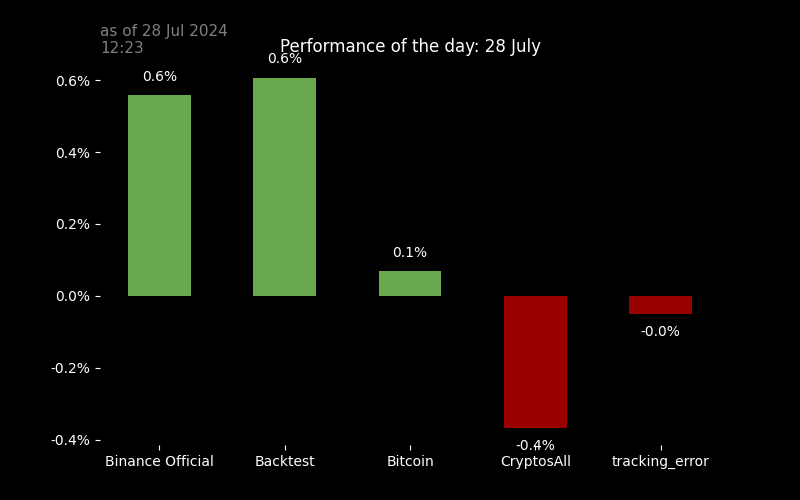 as of 28 Jul 2024
12:23
Performance of the day: 28 July
0.6%
0.6%
0.1%
-0.4%
-0.0%
0.6%
0.4%
0.2%
0.0%
-0.2%
-0.4%
Binance Official
Backtest
Bitcoin
CryptosAll
tracking_error